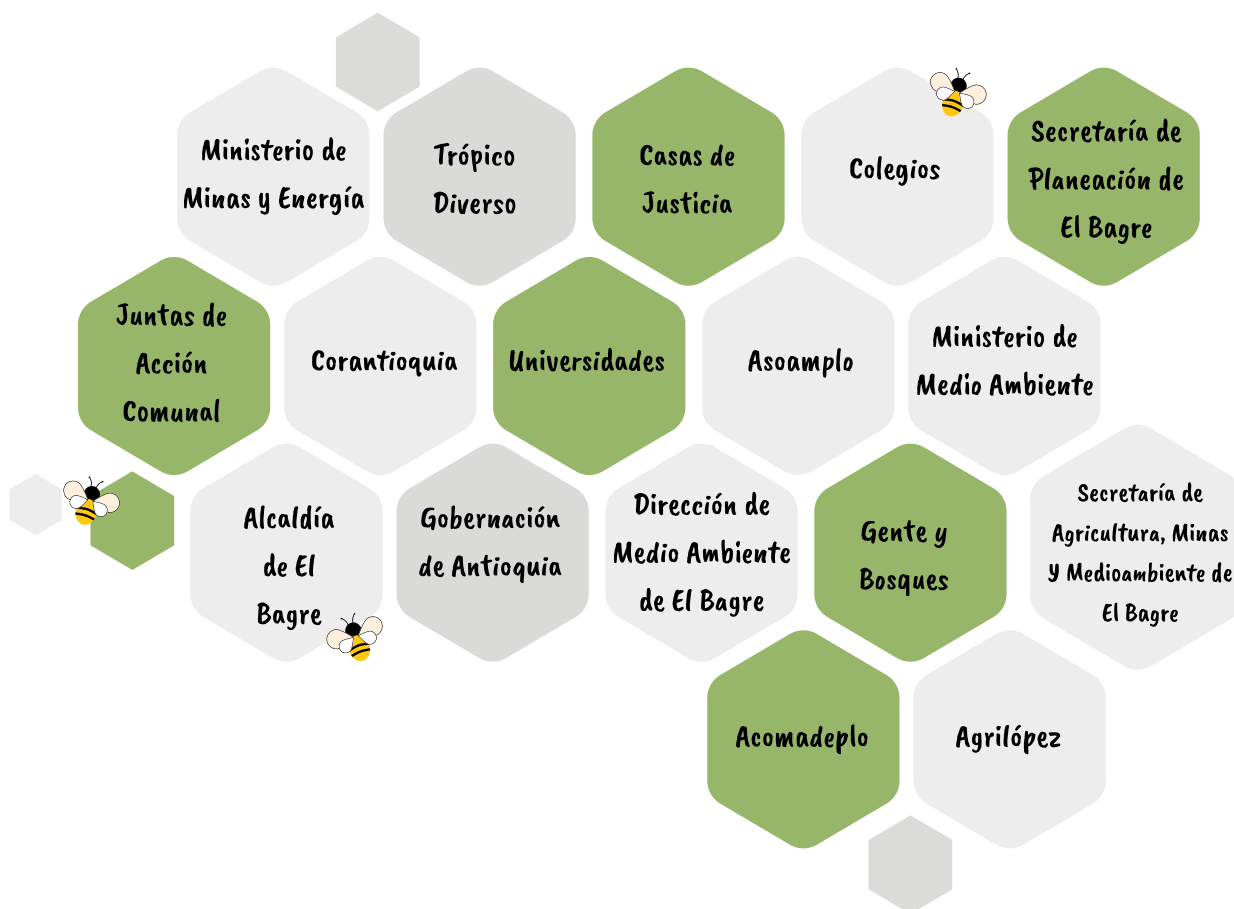 Ministerio de
Minas y Energía
Trópico
Diverso
Casas de
Justicia
Colegios
Secretaría de
Planeación de
El Bagre
Juntas de
Acción
Comunal
Corantioquia
Universidades
Asoamplo
Ministerio de
Medio Ambiente
Alcaldía
de El
Bagre
Gobernación
de Antioquia
Dirección de
Medio Ambiente
de El Bagre
Gente y
Bosques
Secretaría de
Agricultura, Minas
Y Medioambiente de
El Bagre
Acomadeplo
Agrilópez